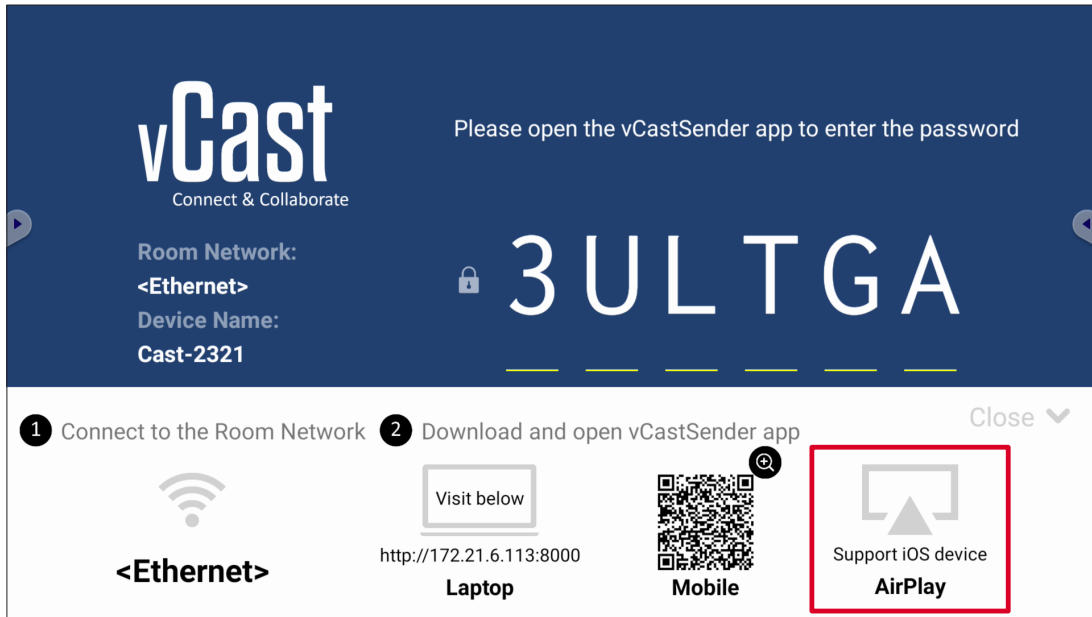 vCast
Connect & Collaborate
Please open the vCastSender app to enter the password
Room Network:
<Ethernet>
Device Name:
Cast-2321
3ULTGA
Close
1 Connect to the Room Network
2 Download and open vCastSender app
<Ethernet>
Visit below
http://172.21.6.113:8000
Laptop
Mobile
Support iOS device
AirPlay